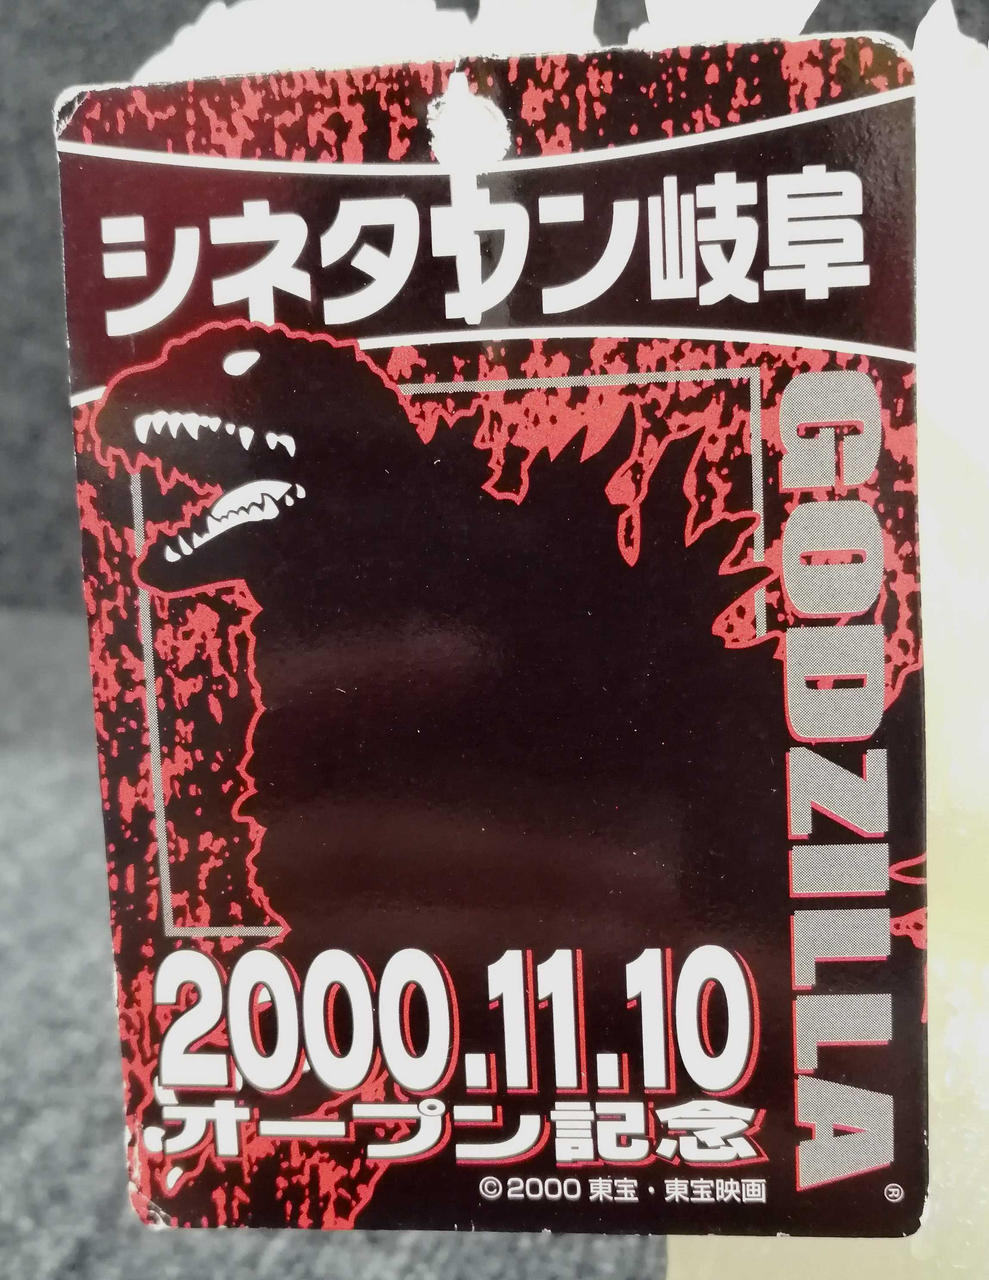 シネタウン岐阜
GODZILLA
®
2000.11.10
オープン記念
©2000 東宝・東宝映画